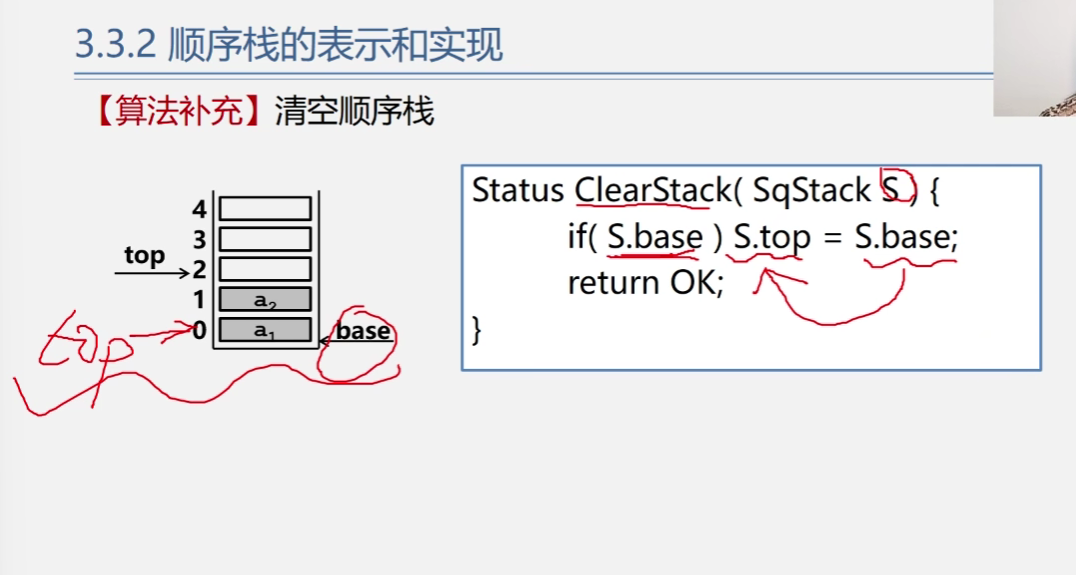 3.3.2 顺序栈的表示和实现
【算法补充】清空顺序栈
4
3
top
2
1 a₂
top 0 a₁ base
Status ClearStack( SqStack S ) {
if( S.base ) S.top = S.base;
return OK;
}